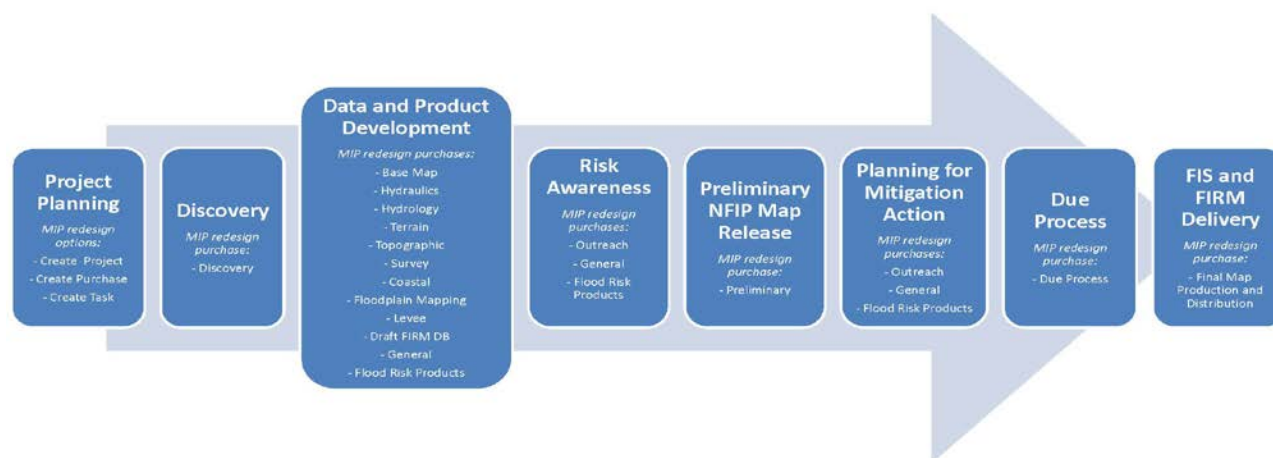 Project
Planning
MIP redesign
options:
- Create Project
- Create Purchase
- Create Task
Discovery
MIP redesign
purchase:
- Discovery
Data and Product
Development
MIP redesign purchases:
- Base Map
- Hydraulics
- Hydrology
- Terrain
- Topographic
- Survey
- Coastal
- Floodplain Mapping
- Levee
- Draft FIRM DB
- General
- Flood Risk Products
Risk
Awareness
MIP redesign
purchases:
- Outreach
- General
- Flood Risk
Products
Preliminary
NFIP Map
Release
MIP redesign
purchase:
- Preliminary
Planning for
Mitigation
Action
MIP redesign
purchases:
- Outreach
- General
- Flood Risk Products
Due
Process
MIP redesign
purchase:
- Due Process
FIS and
FIRM
Delivery
MIP redesign
purchase:
- Final Map
Production and
Distribution